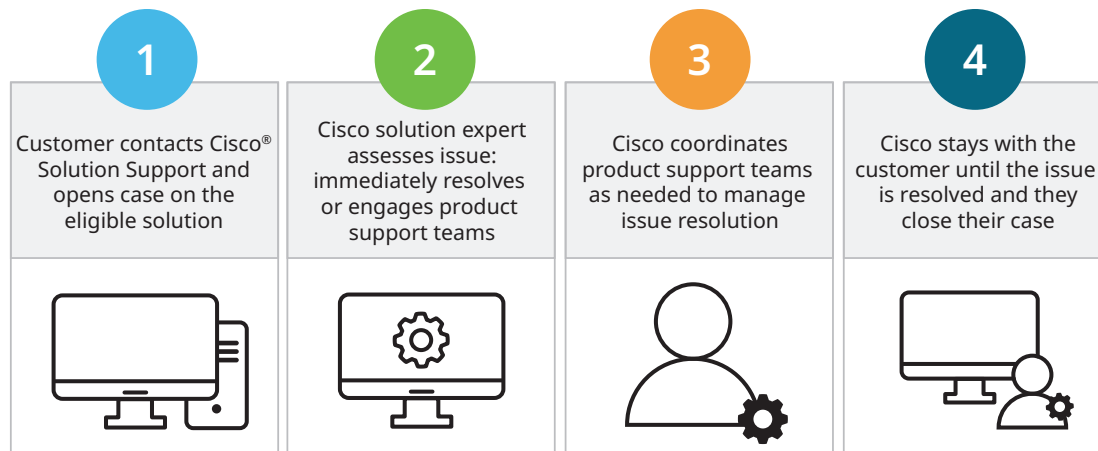 1
Customer contacts Cisco®
Solution Support and
opens case on the
eligible solution
2
Cisco solution expert
assesses issue:
immediately resolves
or engages product
support teams
3
Cisco coordinates
product support teams
as needed to manage
issue resolution
4
Cisco stays with the
customer until the issue
is resolved and they
close their case